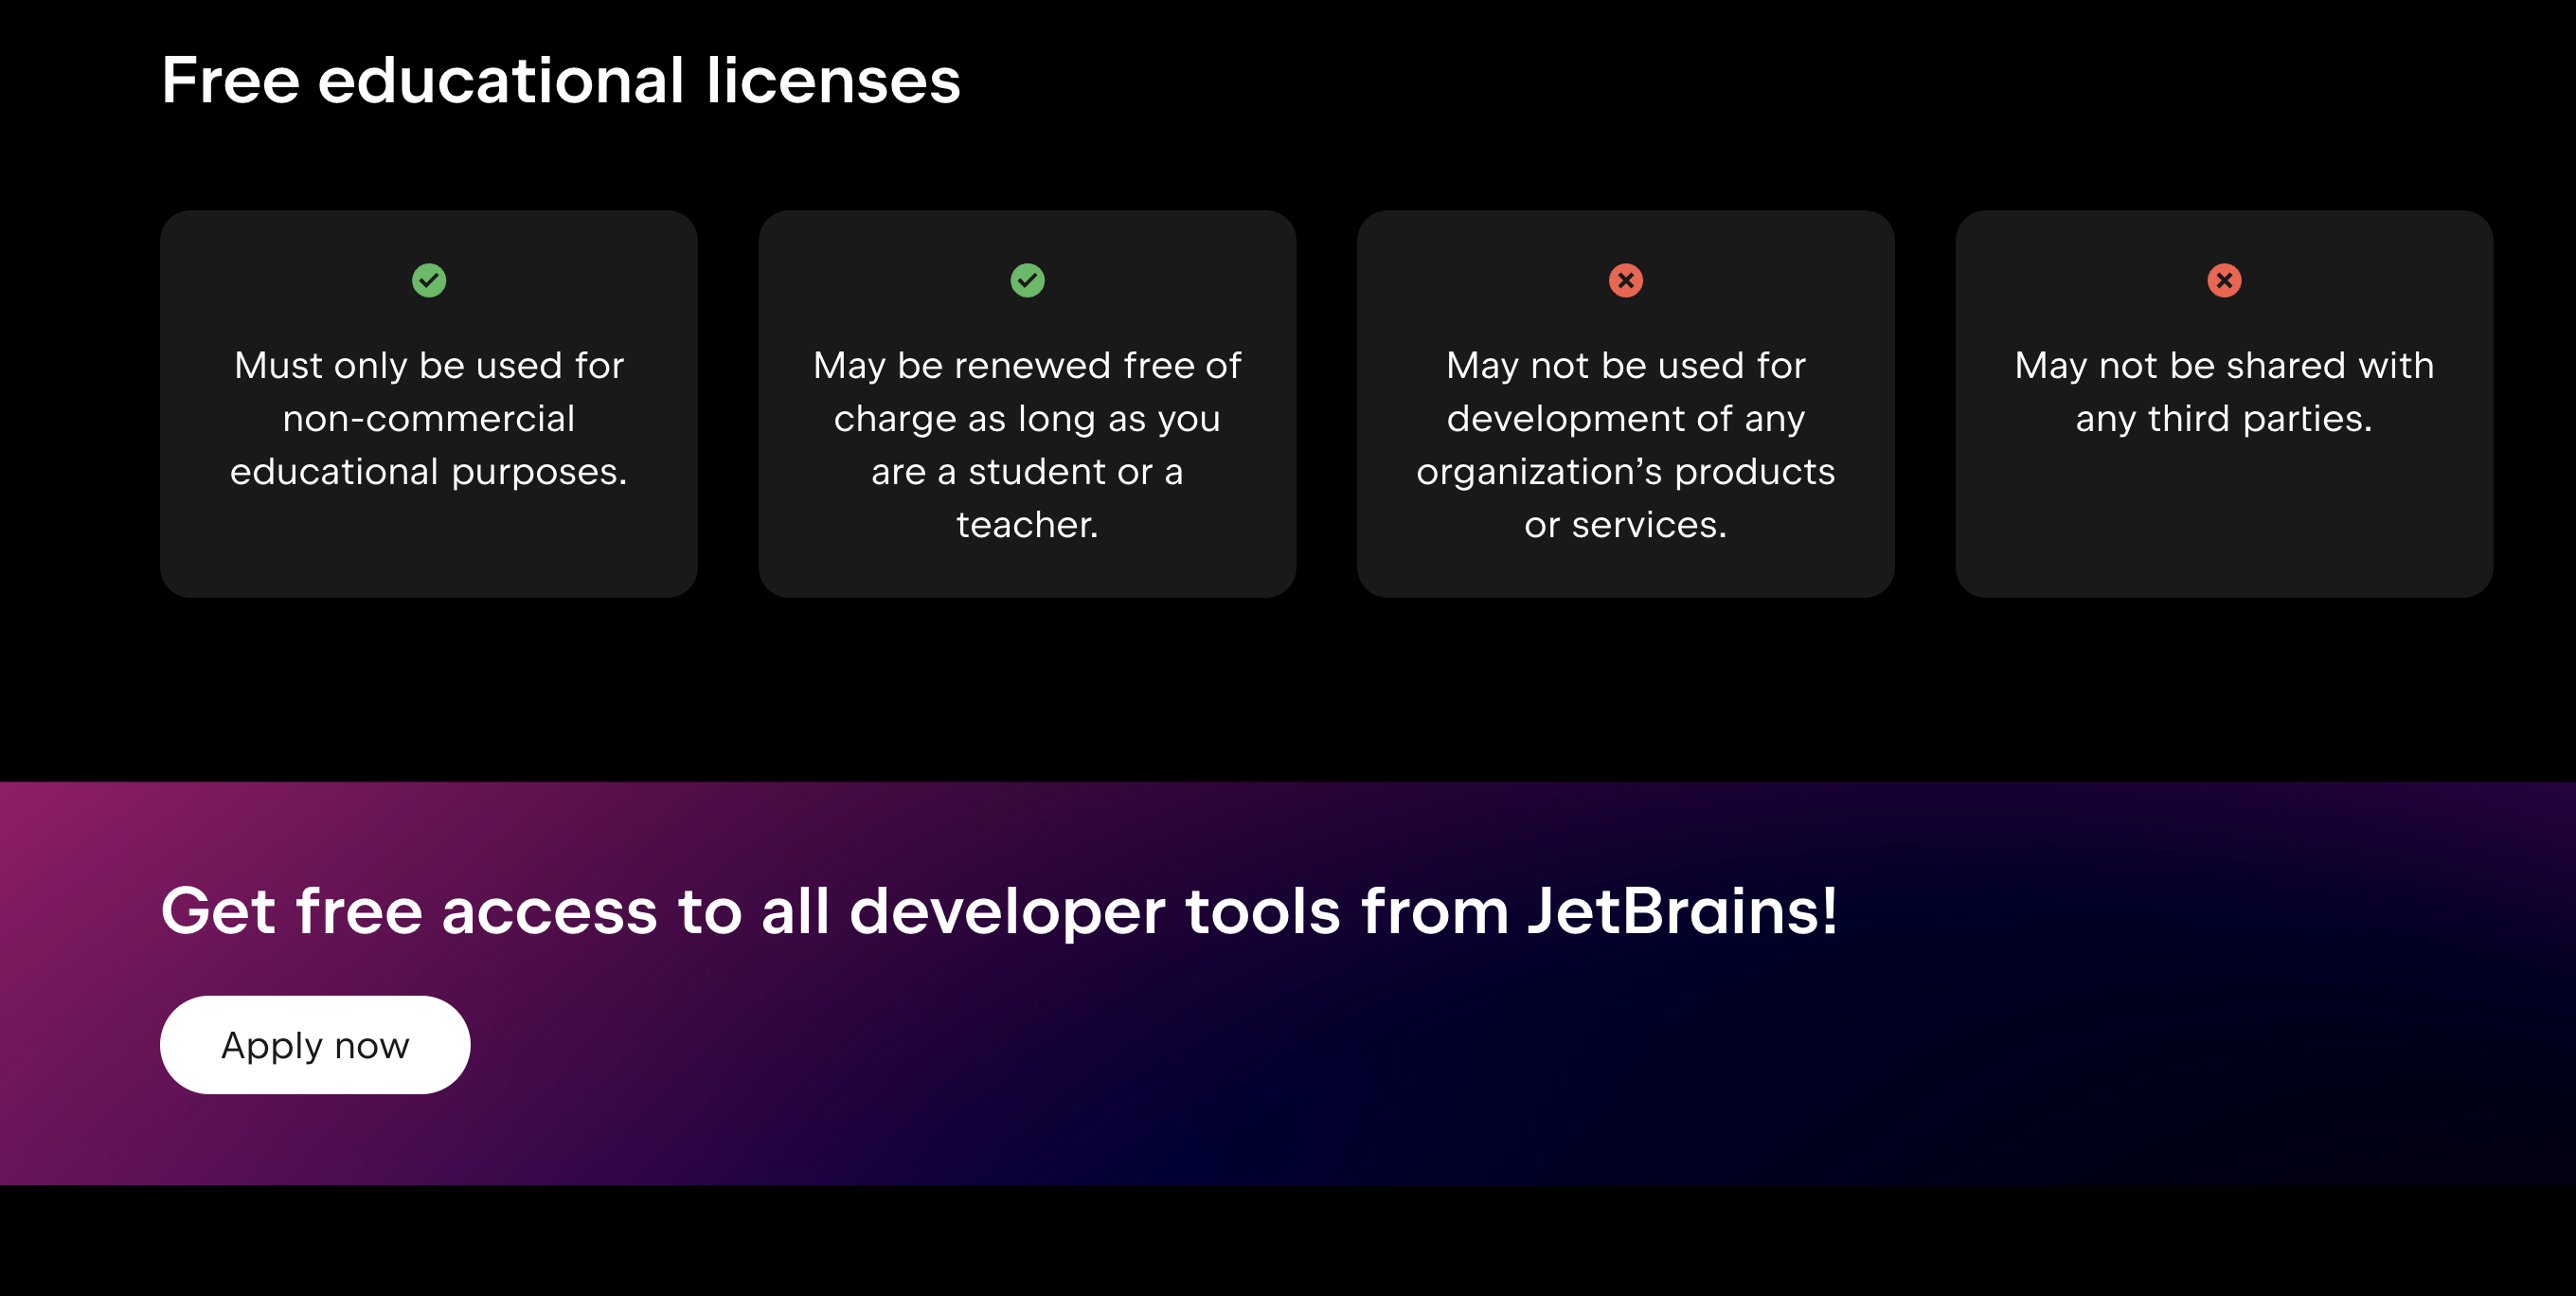 Free educational licenses
Must only be used for
non-commercial
educational purposes.
May be renewed free of
charge as long as you
are a student or a
teacher.
May not be used for
development of any
organization’s products
or services.
May not be shared with
any third parties.
Get free access to all developer tools from JetBrains!
Apply now